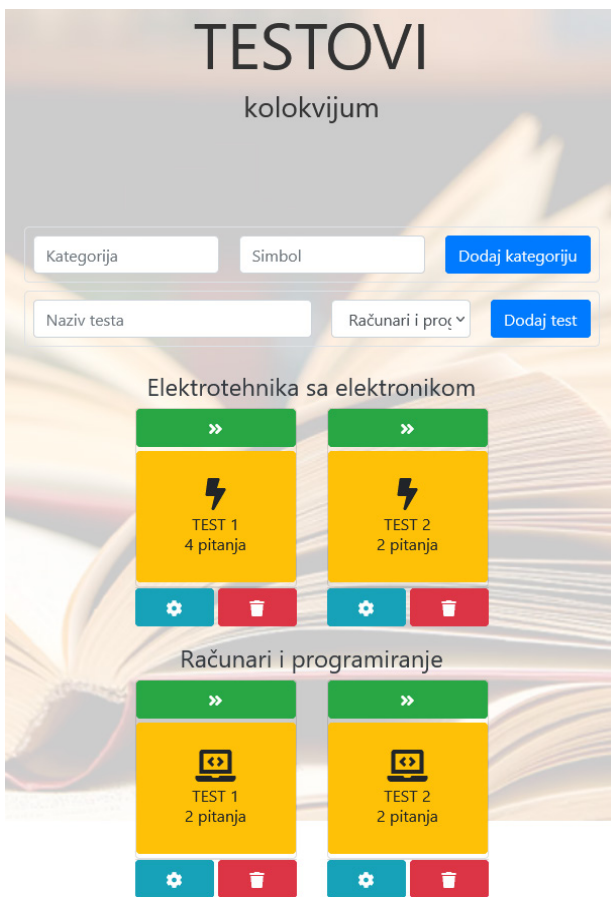 TESTOVI
kolokvijum
Kategorija Simbol Dodaj kategoriju
Naziv testa Računari i prog Dodaj test
Elektrotehnika sa elektronikom
TEST 1 TEST 2
4 pitanja 2 pitanja
Računari i programiranje
TEST 1 TEST 2
2 pitanja 2 pitanja